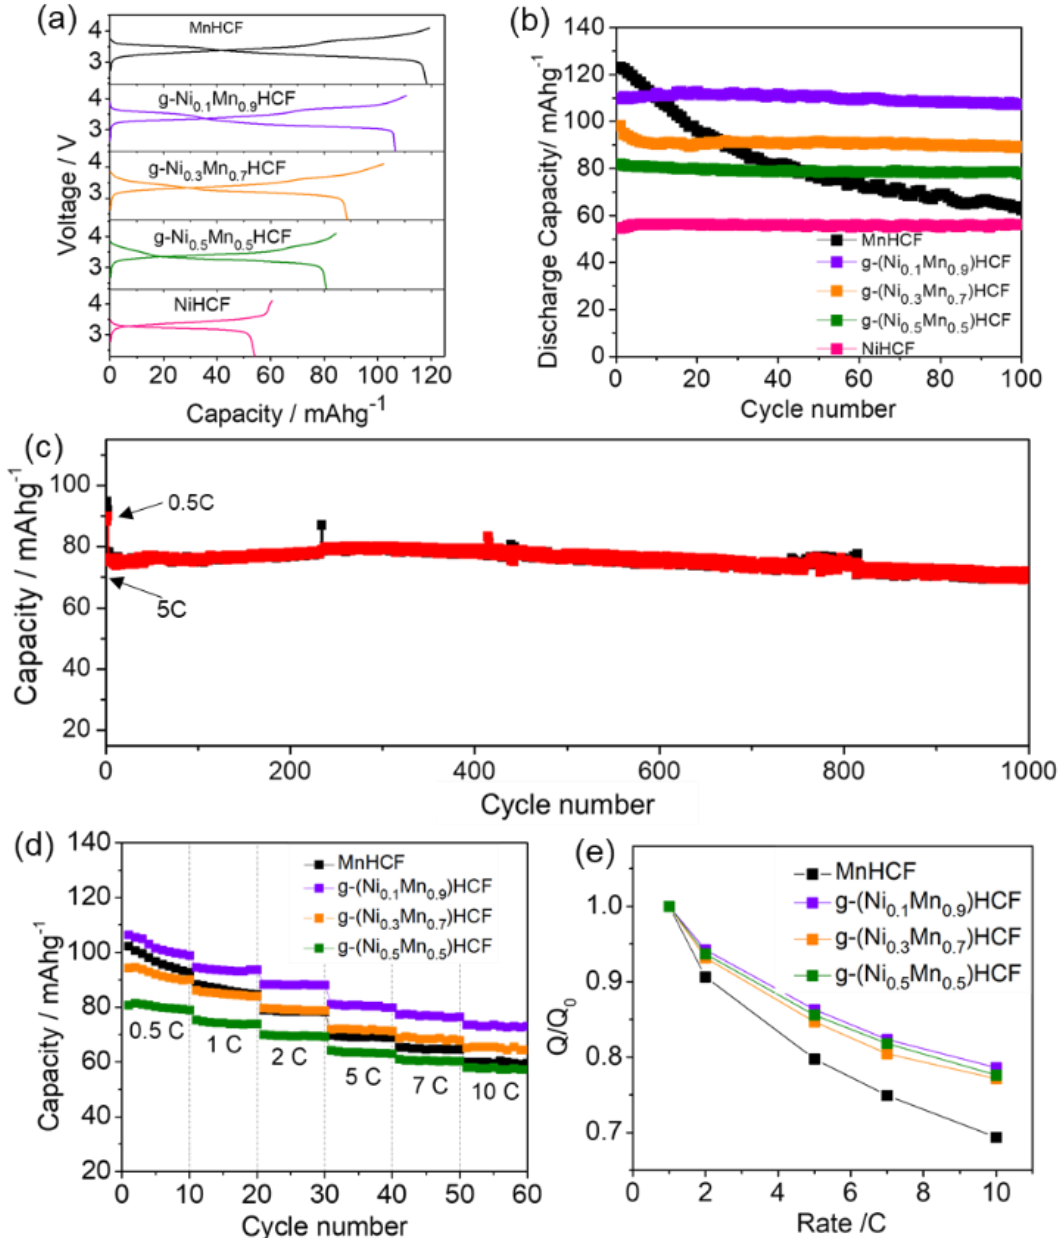 (a)
MnHCF
g-Ni0.1Mn0.9HCF
g-Ni0.3Mn0.7HCF
g-Ni0.5Mn0.5HCF
NiHCF
4
3
4
3
4
3
4
3
4
3
Voltage / V
0 20 40 60 80 100 120
Capacity / mAhg-1
(b)
140
120
100
80
60
40
20
0
Discharge Capacity/ mAhg-1
MnHCF
g-(Ni0.1Mn0.9)HCF
g-(Ni0.3Mn0.7)HCF
g-(Ni0.5Mn0.5)HCF
NiHCF
0 20 40 60 80 100
Cycle number
(c)
100
80
60
40
20
Capacity / mAhg-1
0.5C
5C
0 200 400 600 800 1000
Cycle number
(d)
140
120
100
80
60
40
20
Capacity / mAhg-1
MnHCF
g-(Ni0.1Mn0.9)HCF
g-(Ni0.3Mn0.7)HCF
g-(Ni0.5Mn0.5)HCF
0.5 C
1 C
2 C
5 C
7 C
10 C
0 10 20 30 40 50 60
Cycle number
(e)
1.0
0.9
0.8
0.7
Q/Q0
MnHCF
g-(Ni0.1Mn0.9)HCF
g-(Ni0.3Mn0.7)HCF
g-(Ni0.5Mn0.5)HCF
0 2 4 6 8 10
Rate /C